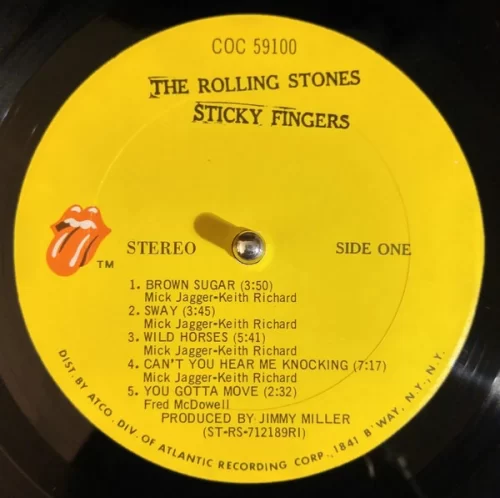 COC 59100
THE ROLLING STONES
STICKY FINGERS
TM
STEREO SIDE ONE
1. BROWN SUGAR (3:50)
Mick Jagger-Keith Richard
2. SWAY (3:45)
Mick Jagger-Keith Richard
3. WILD HORSES (5:41)
Mick Jagger-Keith Richard
4. CAN'T YOU HEAR ME KNOCKING (7:17)
Mick Jagger-Keith Richard
5. YOU GOTTA MOVE (2:32)
Fred McDowell
PRODUCED BY JIMMY MILLER
(ST-RS-712189RI)
DIST. BY ATCO. DIV. OF ATLANTIC RECORDING CORP., 1841 B'WAY, N.Y., N.Y.